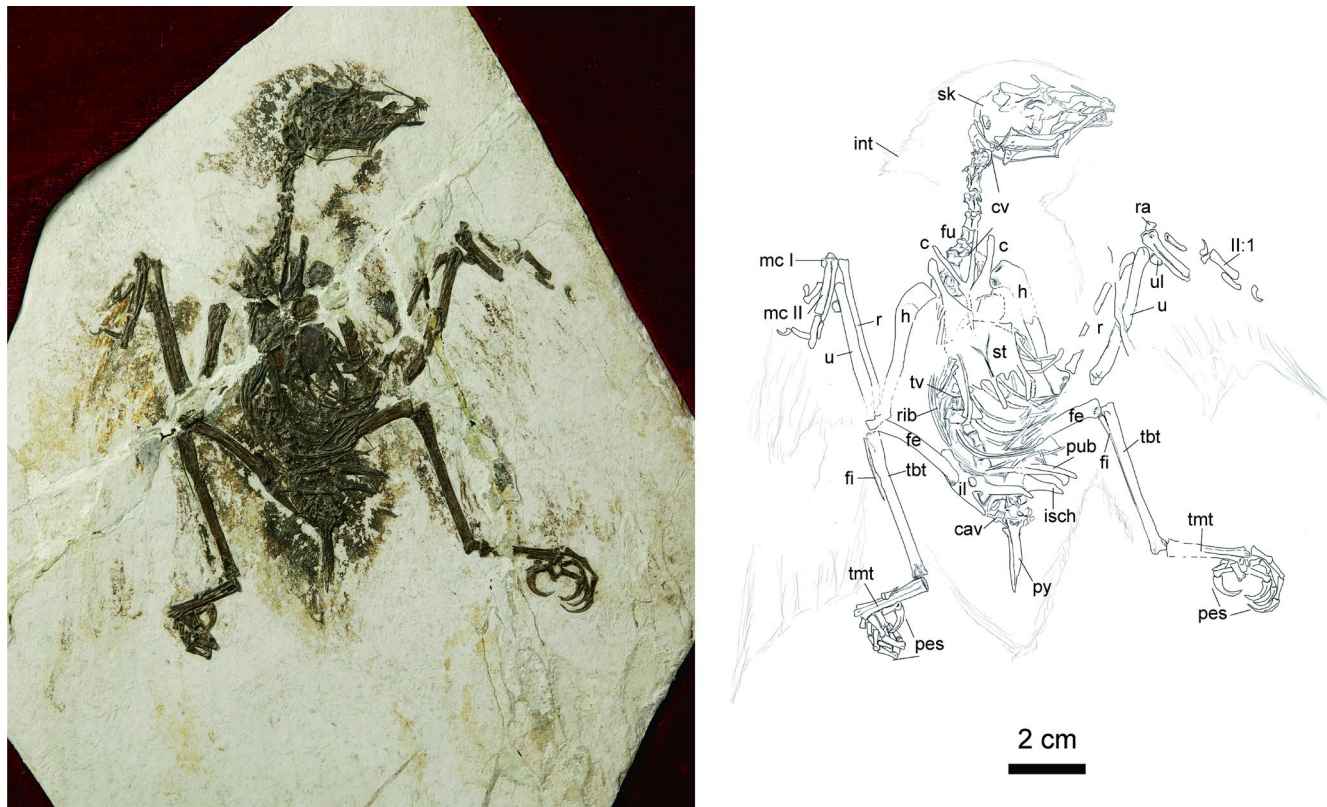 sk
int
cv
ra
fu
c
c
II:1
mc I
ul
h
mc II
r
h
r
u
u
st
tv
rib
fe
fe
tbt
pub
fi
fi
tbt
il
isch
cav
tmt
tmt
py
pes
pes
2 cm